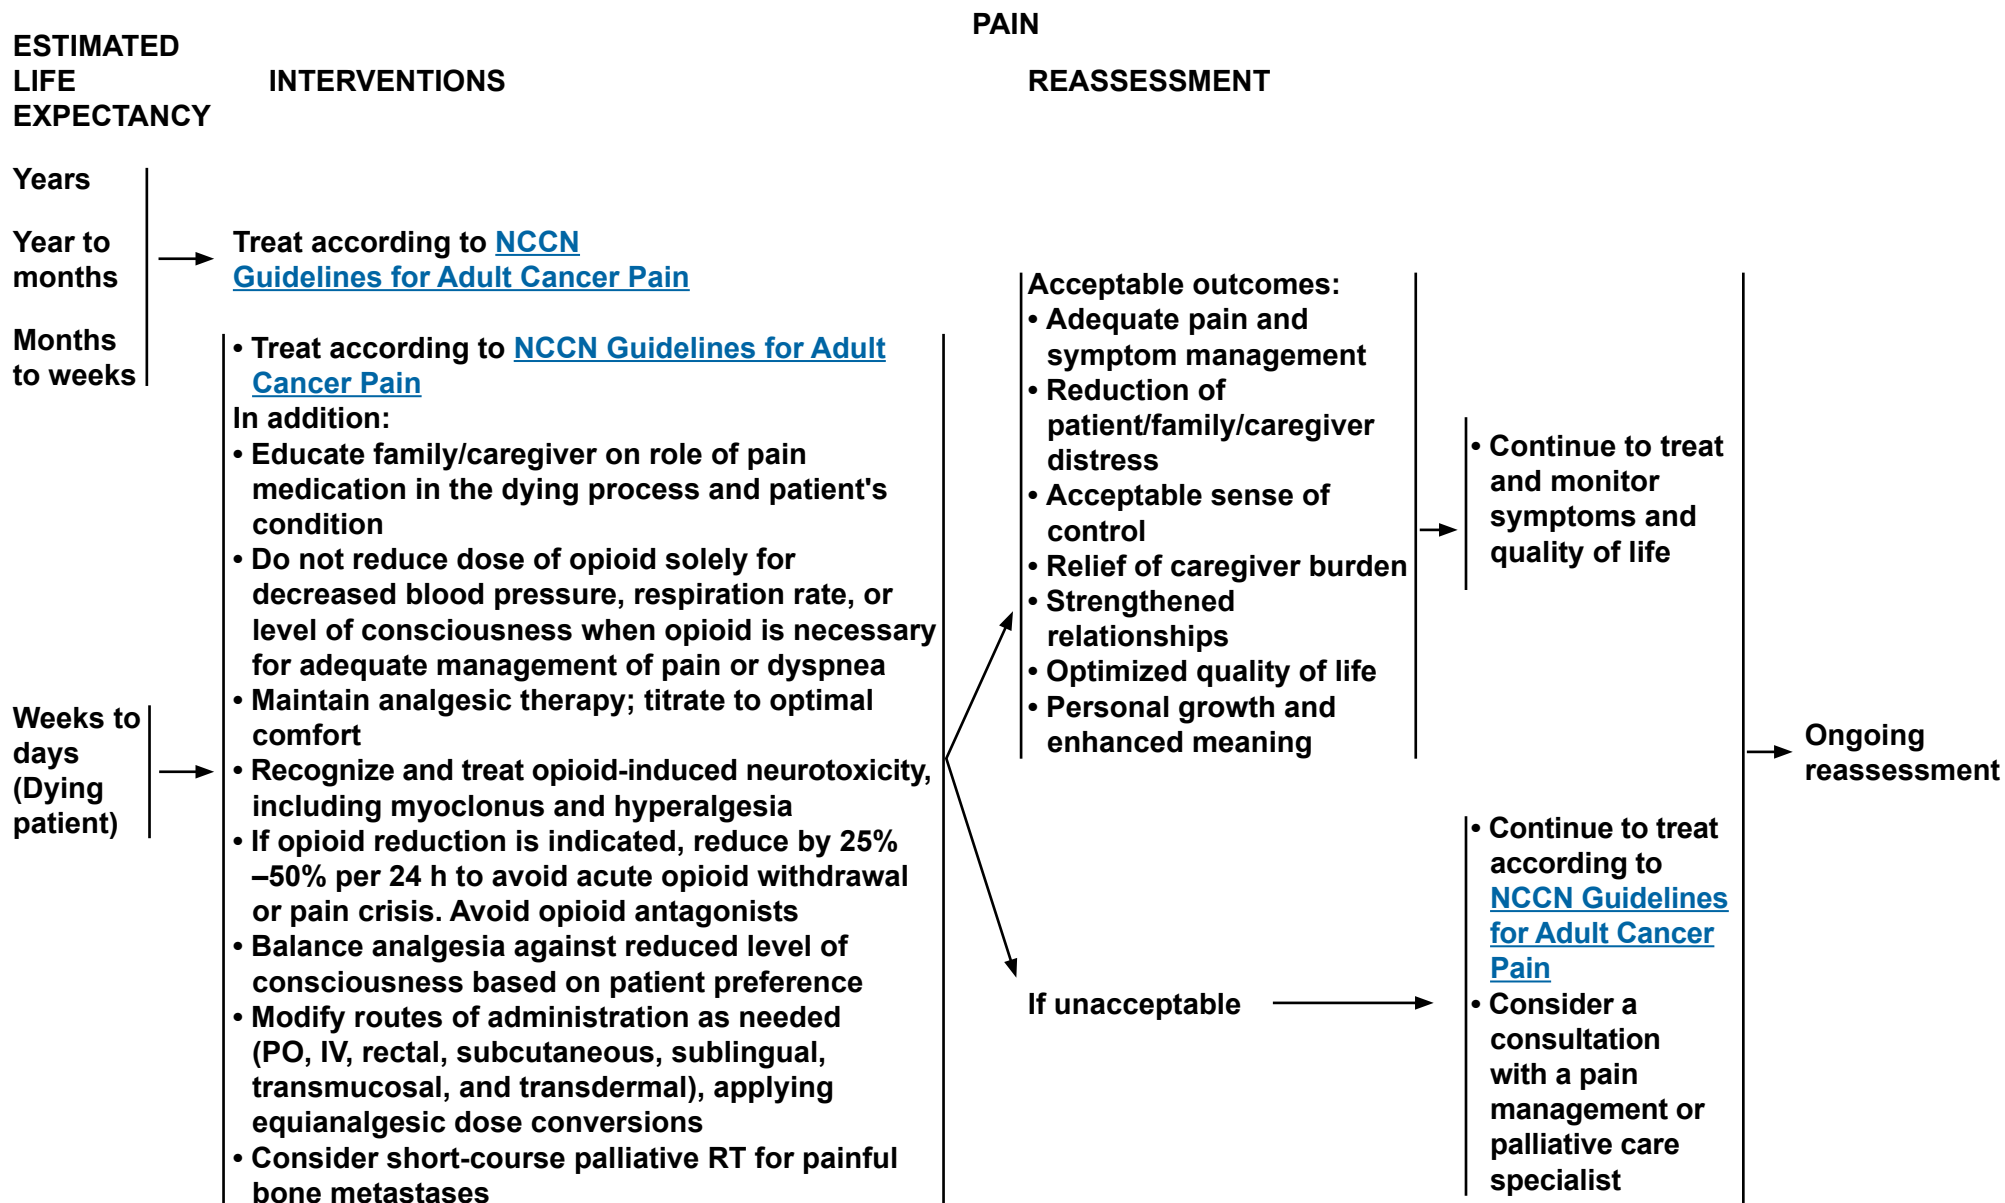 PAIN
ESTIMATED
LIFE
EXPECTANCY
INTERVENTIONS
REASSESSMENT
Years
Year to
months
Months
to weeks
Treat according to NCCN
Guidelines for Adult Cancer Pain
Weeks to
days
(Dying
patient)
• Treat according to NCCN Guidelines for Adult
Cancer Pain
In addition:
• Educate family/caregiver on role of pain
medication in the dying process and patient's
condition
• Do not reduce dose of opioid solely for
decreased blood pressure, respiration rate, or
level of consciousness when opioid is necessary
for adequate management of pain or dyspnea
• Maintain analgesic therapy; titrate to optimal
comfort
• Recognize and treat opioid-induced neurotoxicity,
including myoclonus and hyperalgesia
• If opioid reduction is indicated, reduce by 25%
–50% per 24 h to avoid acute opioid withdrawal
or pain crisis. Avoid opioid antagonists
• Balance analgesia against reduced level of
consciousness based on patient preference
• Modify routes of administration as needed
(PO, IV, rectal, subcutaneous, sublingual,
transmucosal, and transdermal), applying
equianalgesic dose conversions
• Consider short-course palliative RT for painful
bone metastases
Acceptable outcomes:
• Adequate pain and
symptom management
• Reduction of
patient/family/caregiver
distress
• Acceptable sense of
control
• Relief of caregiver burden
• Strengthened
relationships
• Optimized quality of life
• Personal growth and
enhanced meaning
• Continue to treat
and monitor
symptoms and
quality of life
If unacceptable
• Continue to treat
according to
NCCN Guidelines
for Adult Cancer
Pain
• Consider a
consultation
with a pain
management or
palliative care
specialist
Ongoing
reassessment